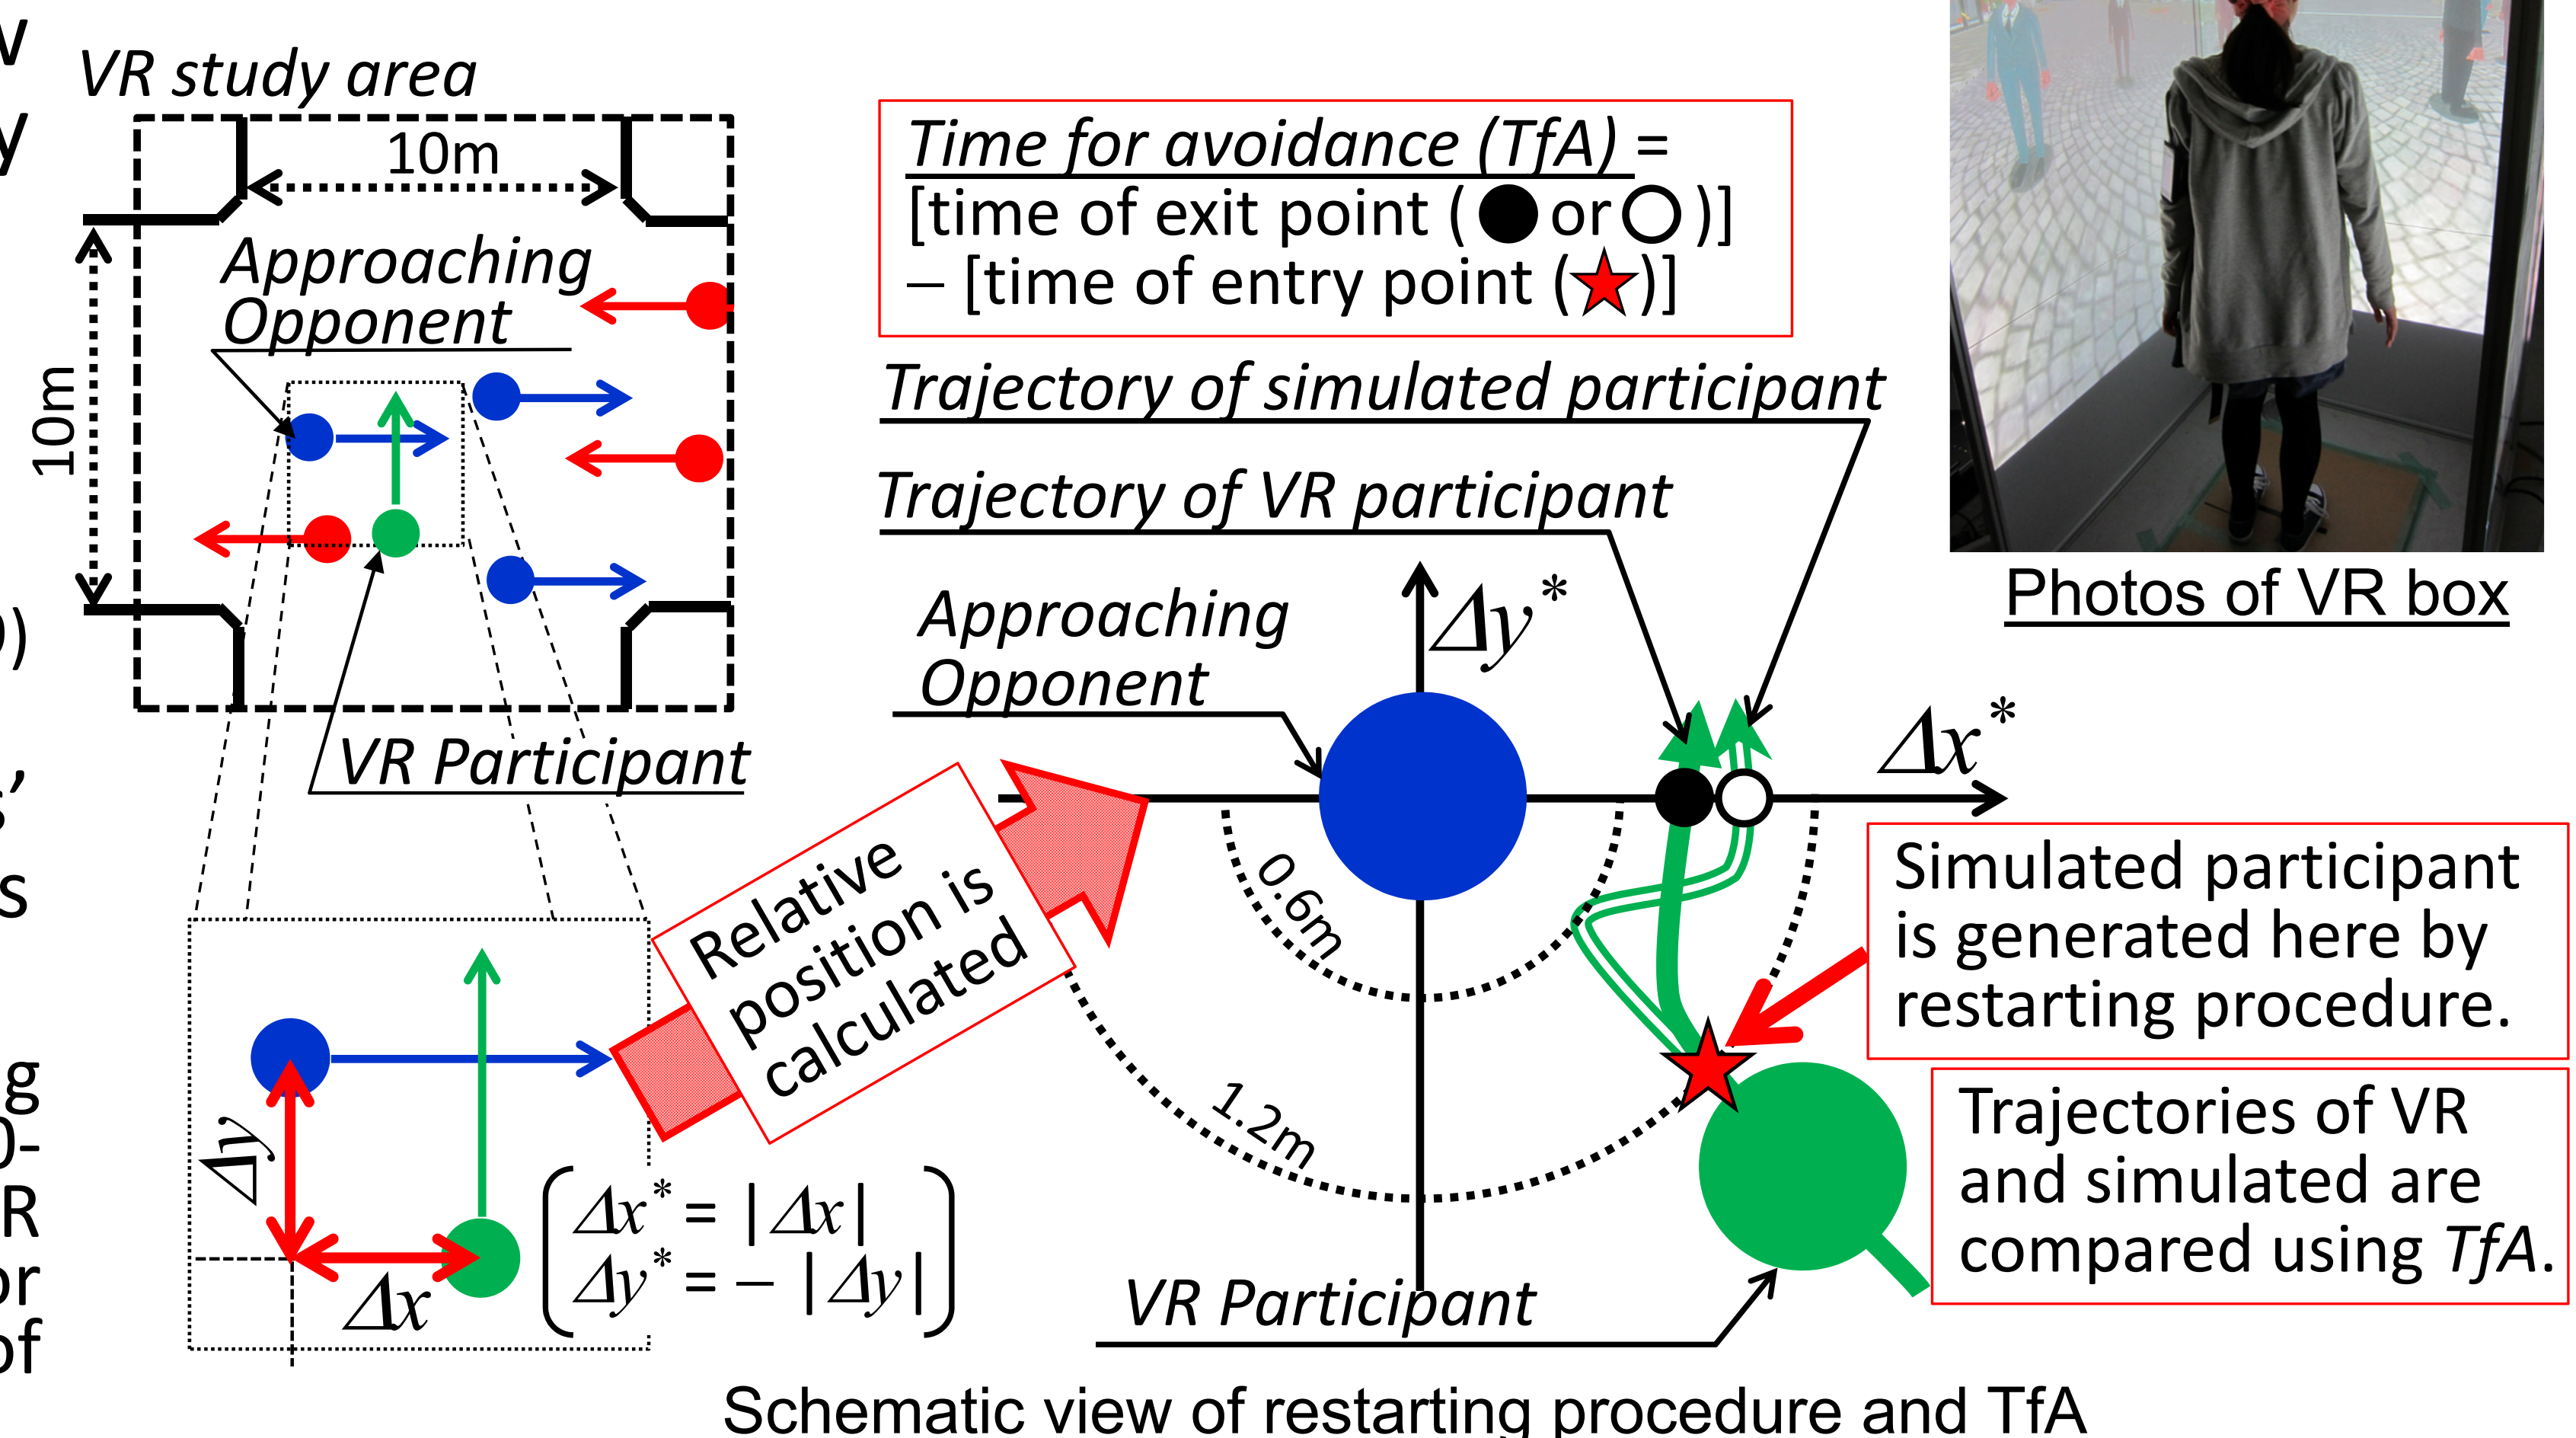 VR study area
10m
10m
Approaching
Opponent
VR Participant
Δy
Δx
Δx* = |Δx|
Δy* = – |Δy|
Relative
position is
calculated
Time for avoidance (TfA) =
[time of exit point ( or )]
– [time of entry point ( )]
Trajectory of simulated participant
Trajectory of VR participant
Approaching
Opponent
Δy*
Δx*
0.6m
1.2m
VR Participant
Simulated participant
is generated here by
restarting procedure.
Trajectories of VR
and simulated are
compared using TfA.
Photos of VR box
Schematic view of restarting procedure and TfA